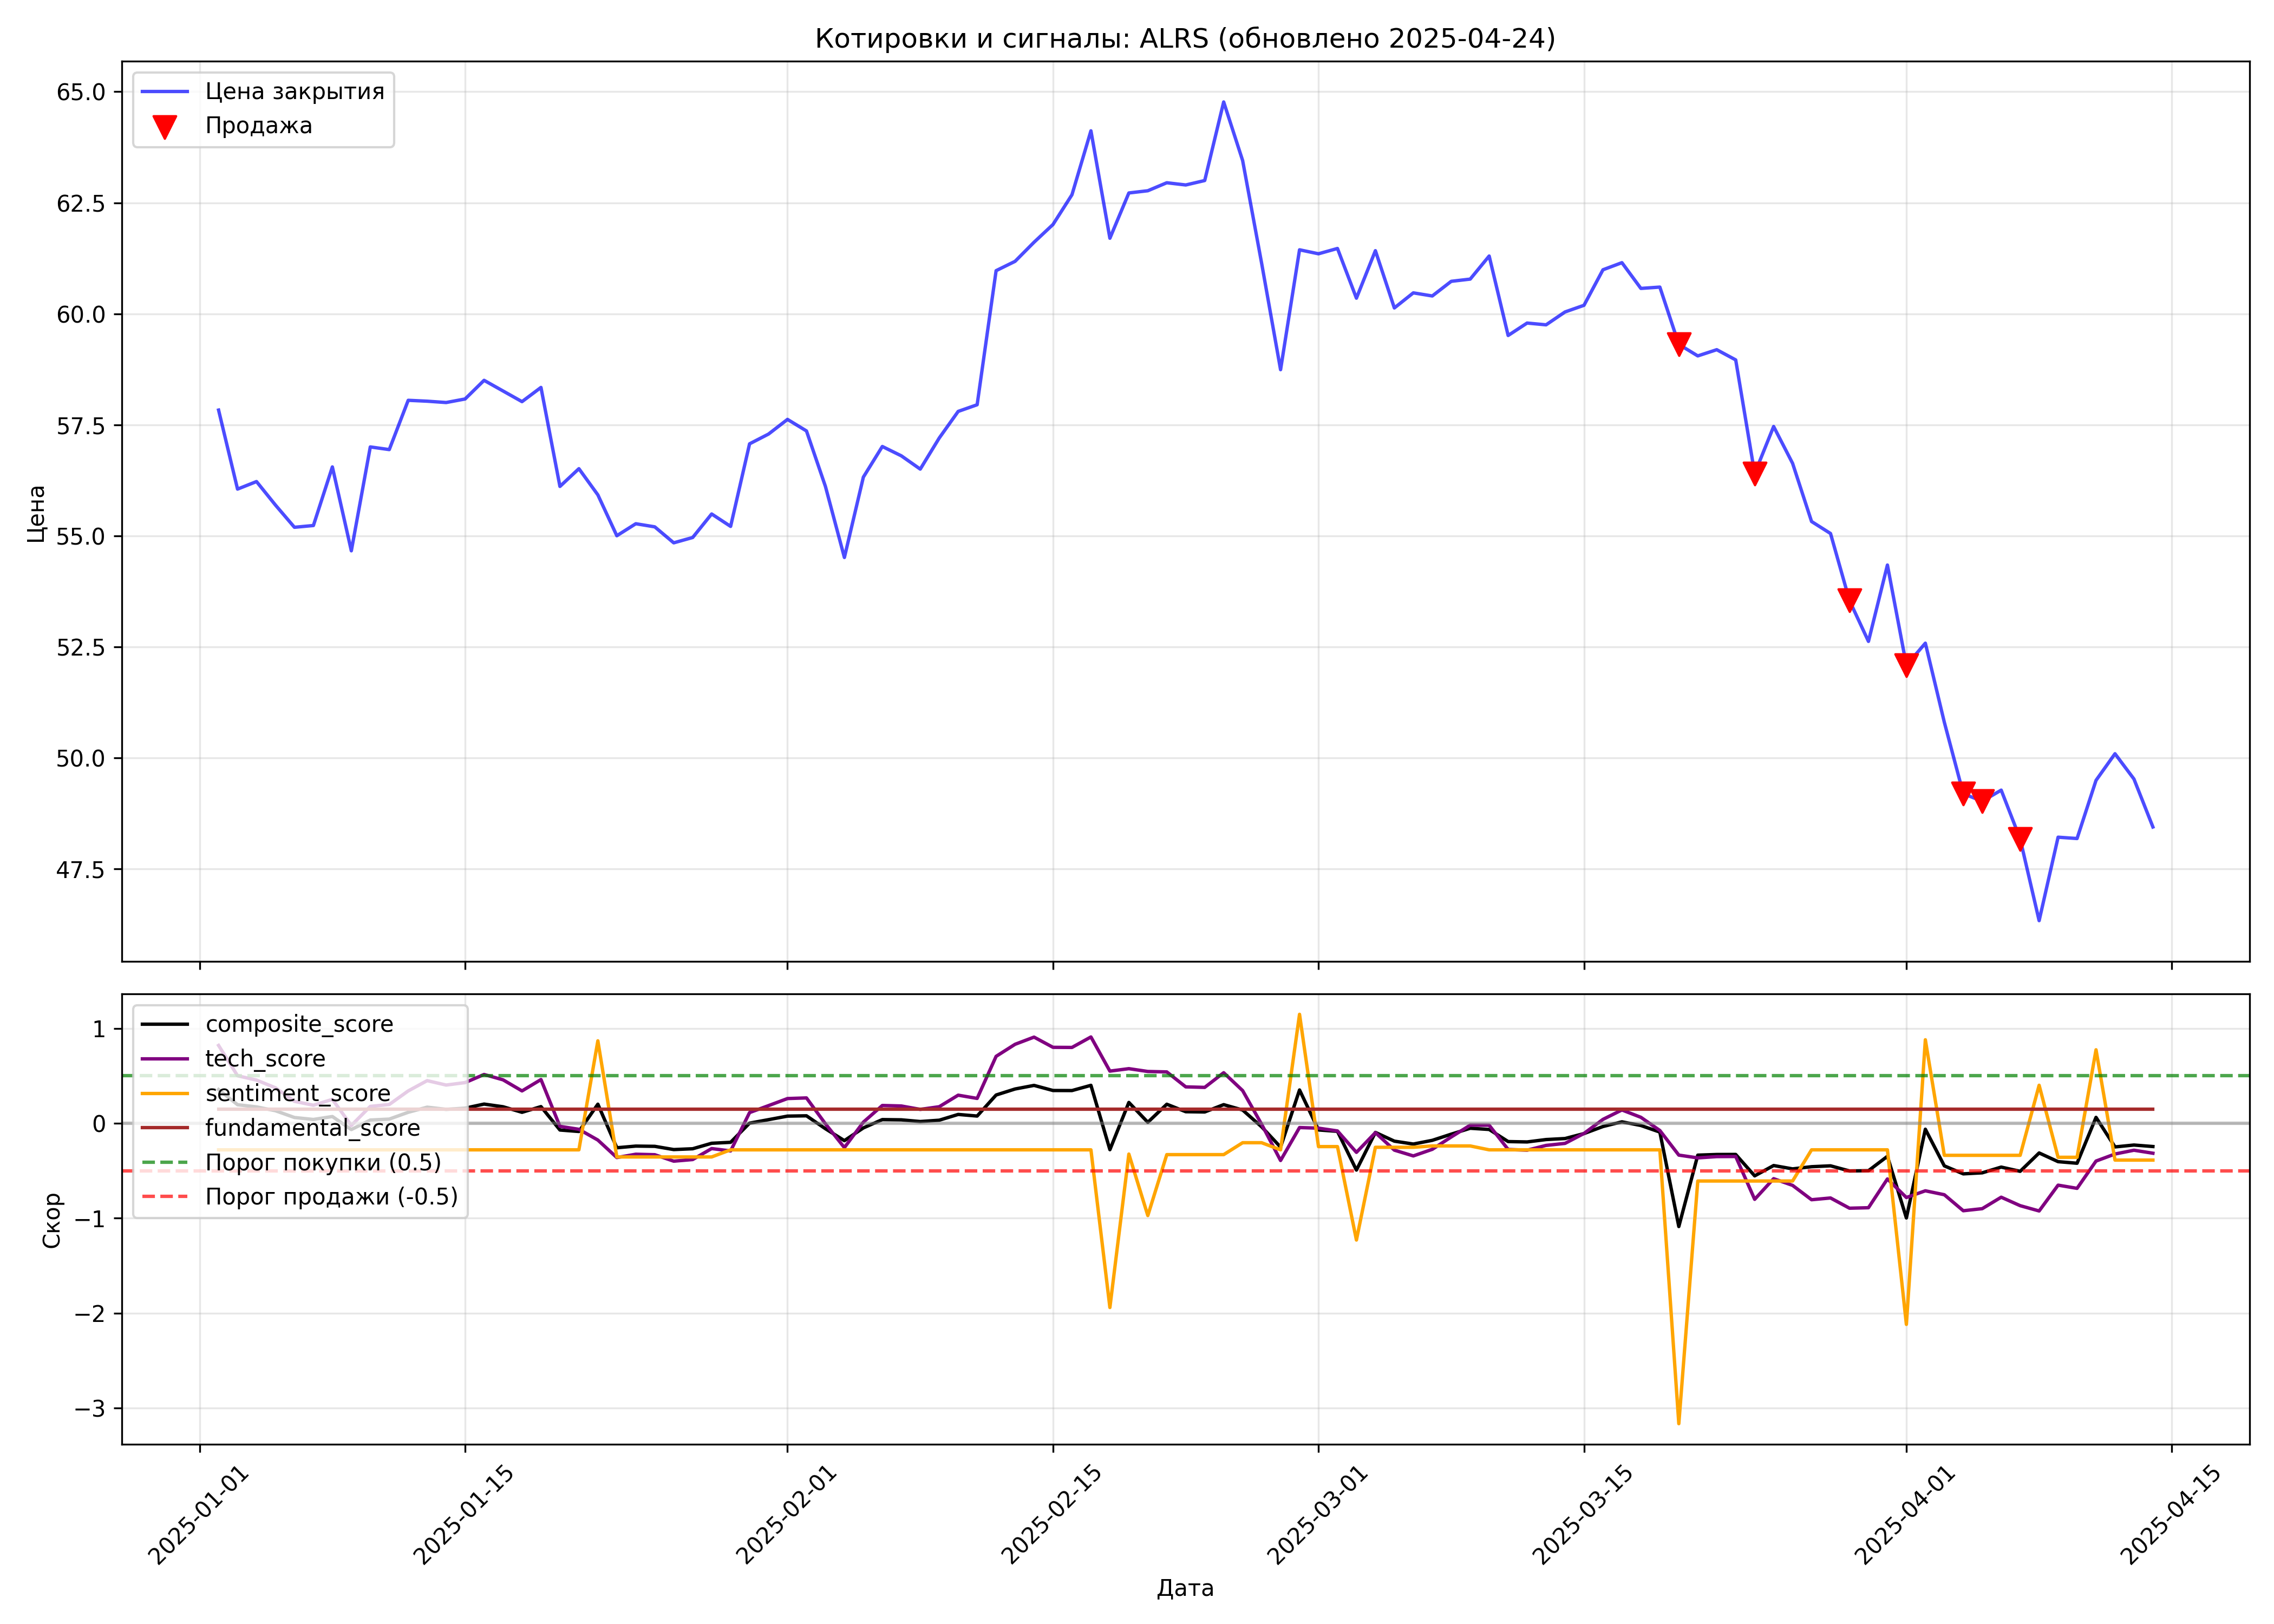 Котировки и сигналы: ALRS (обновлено 2025-04-24)
Цена закрытия
Продажа
65.0
62.5
60.0
57.5
55.0
52.5
50.0
47.5
Цена
composite_score
tech_score
sentiment_score
fundamental_score
Порог покупки (0.5)
Порог продажи (-0.5)
1
0
−1
−2
−3
Скор
2025-01-01
2025-01-15
2025-02-01
2025-02-15
2025-03-01
2025-03-15
2025-04-01
2025-04-15
Дата